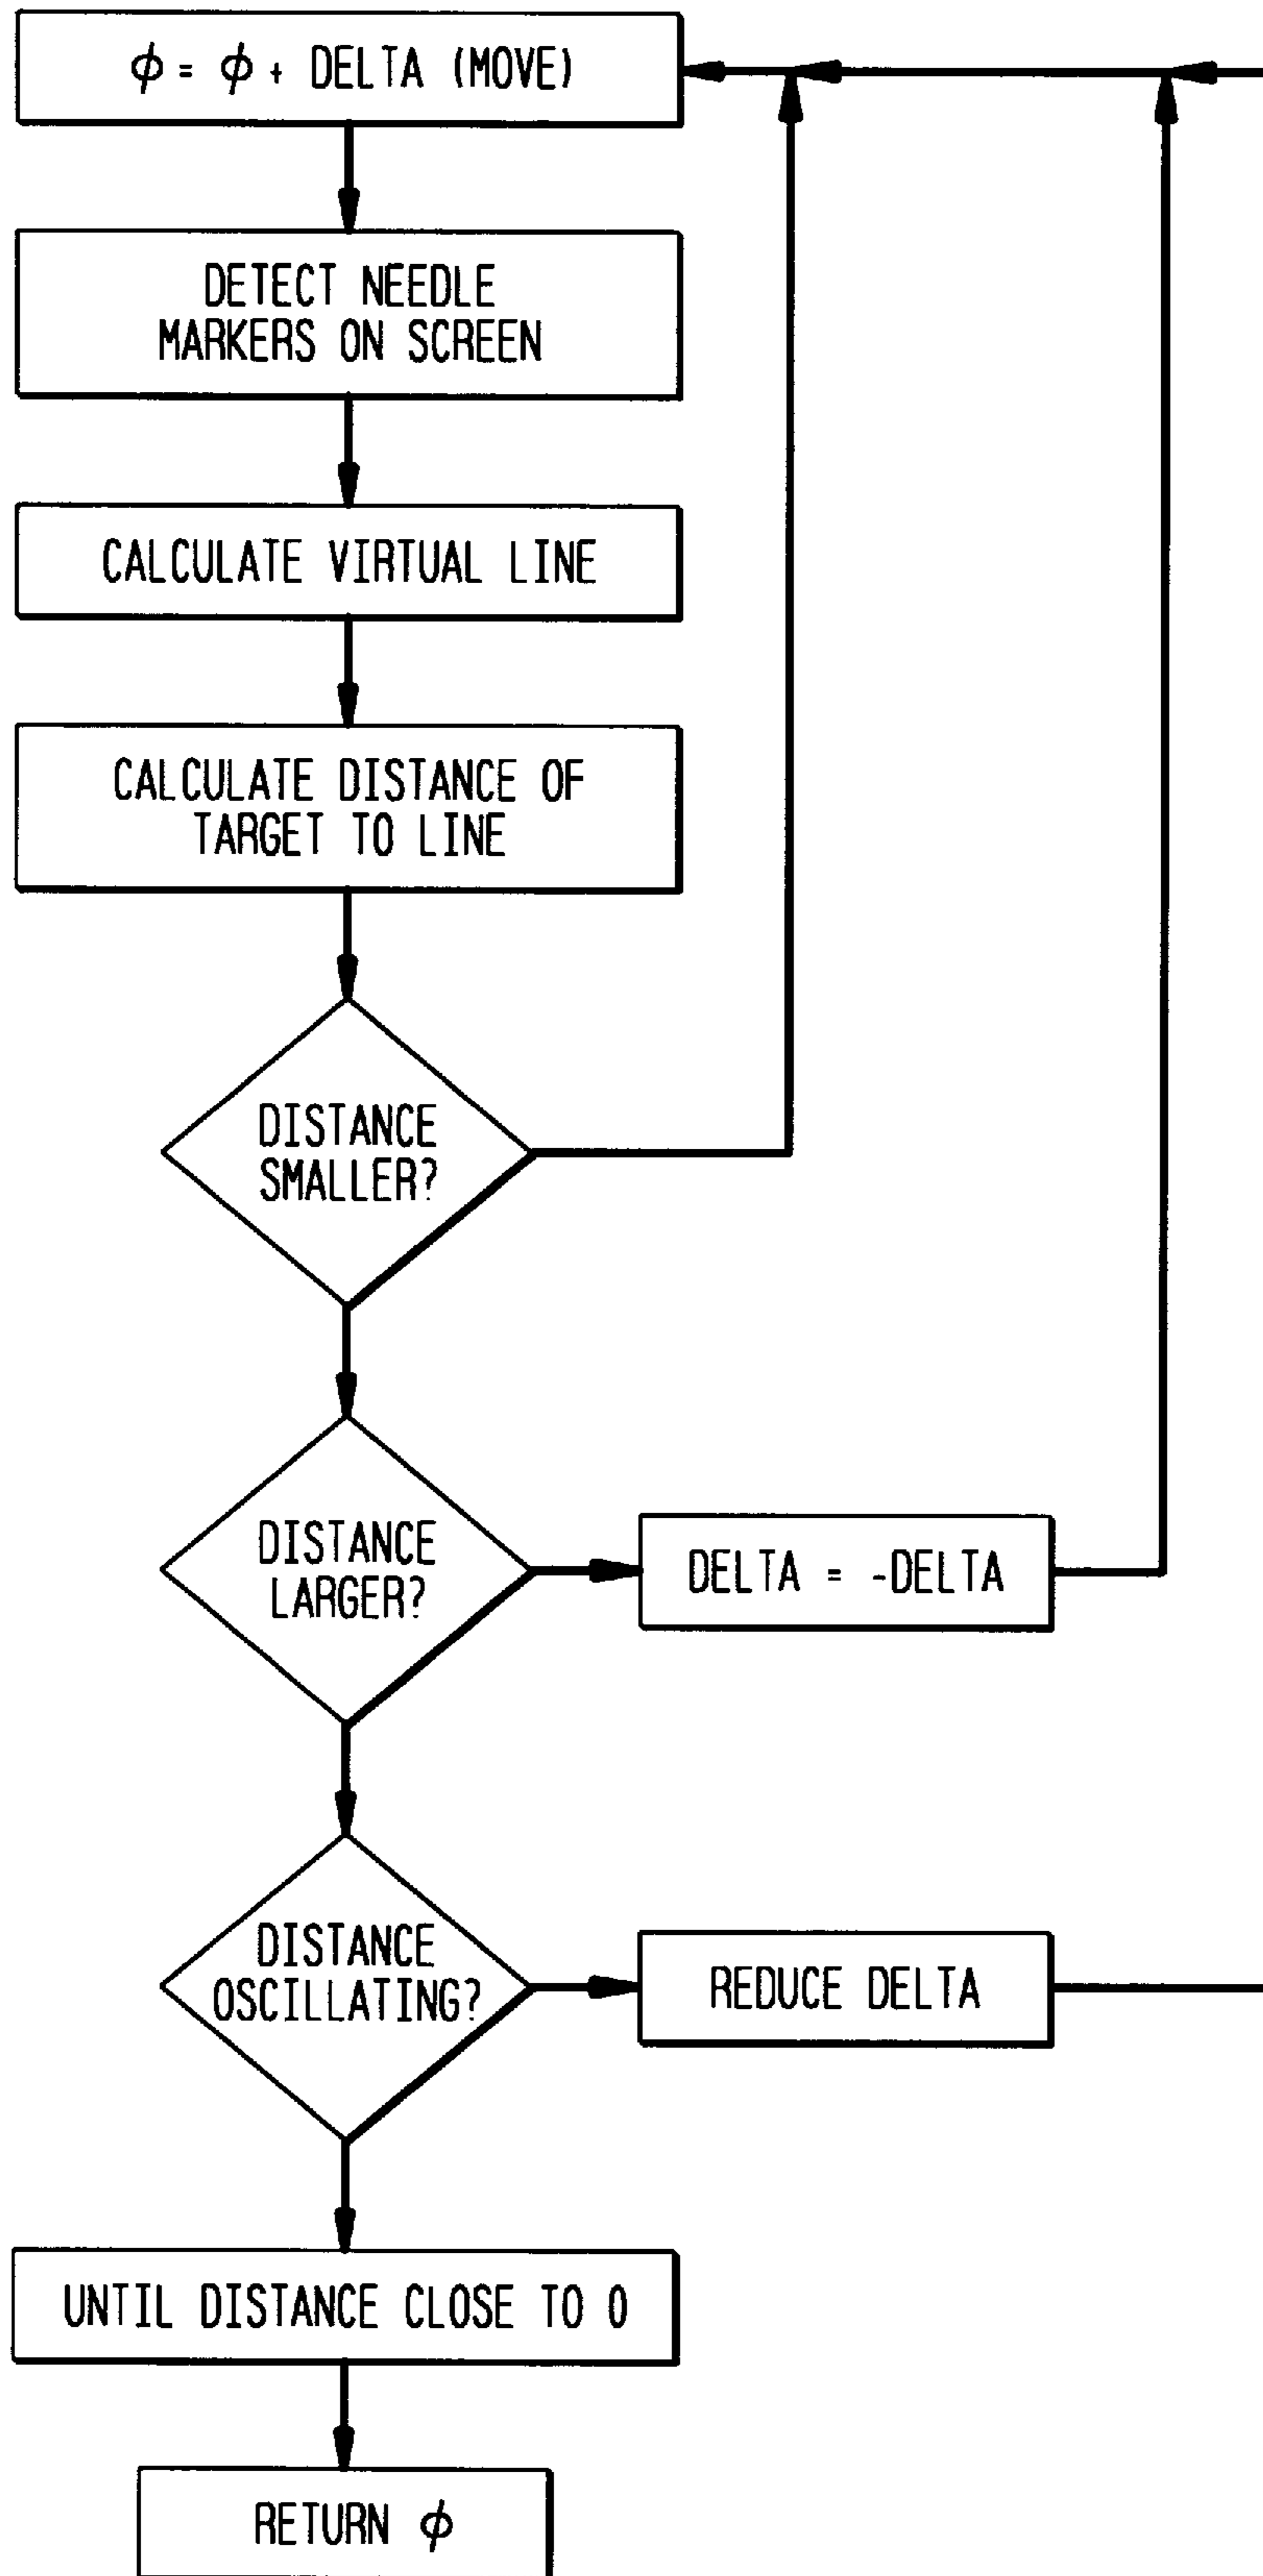 ϕ = ϕ + DELTA (MOVE)
DETECT NEEDLE
MARKERS ON SCREEN
CALCULATE VIRTUAL LINE
CALCULATE DISTANCE OF
TARGET TO LINE
DISTANCE
SMALLER?
DISTANCE
LARGER?
DELTA = -DELTA
DISTANCE
OSCILLATING?
REDUCE DELTA
UNTIL DISTANCE CLOSE TO 0
RETURN ϕ